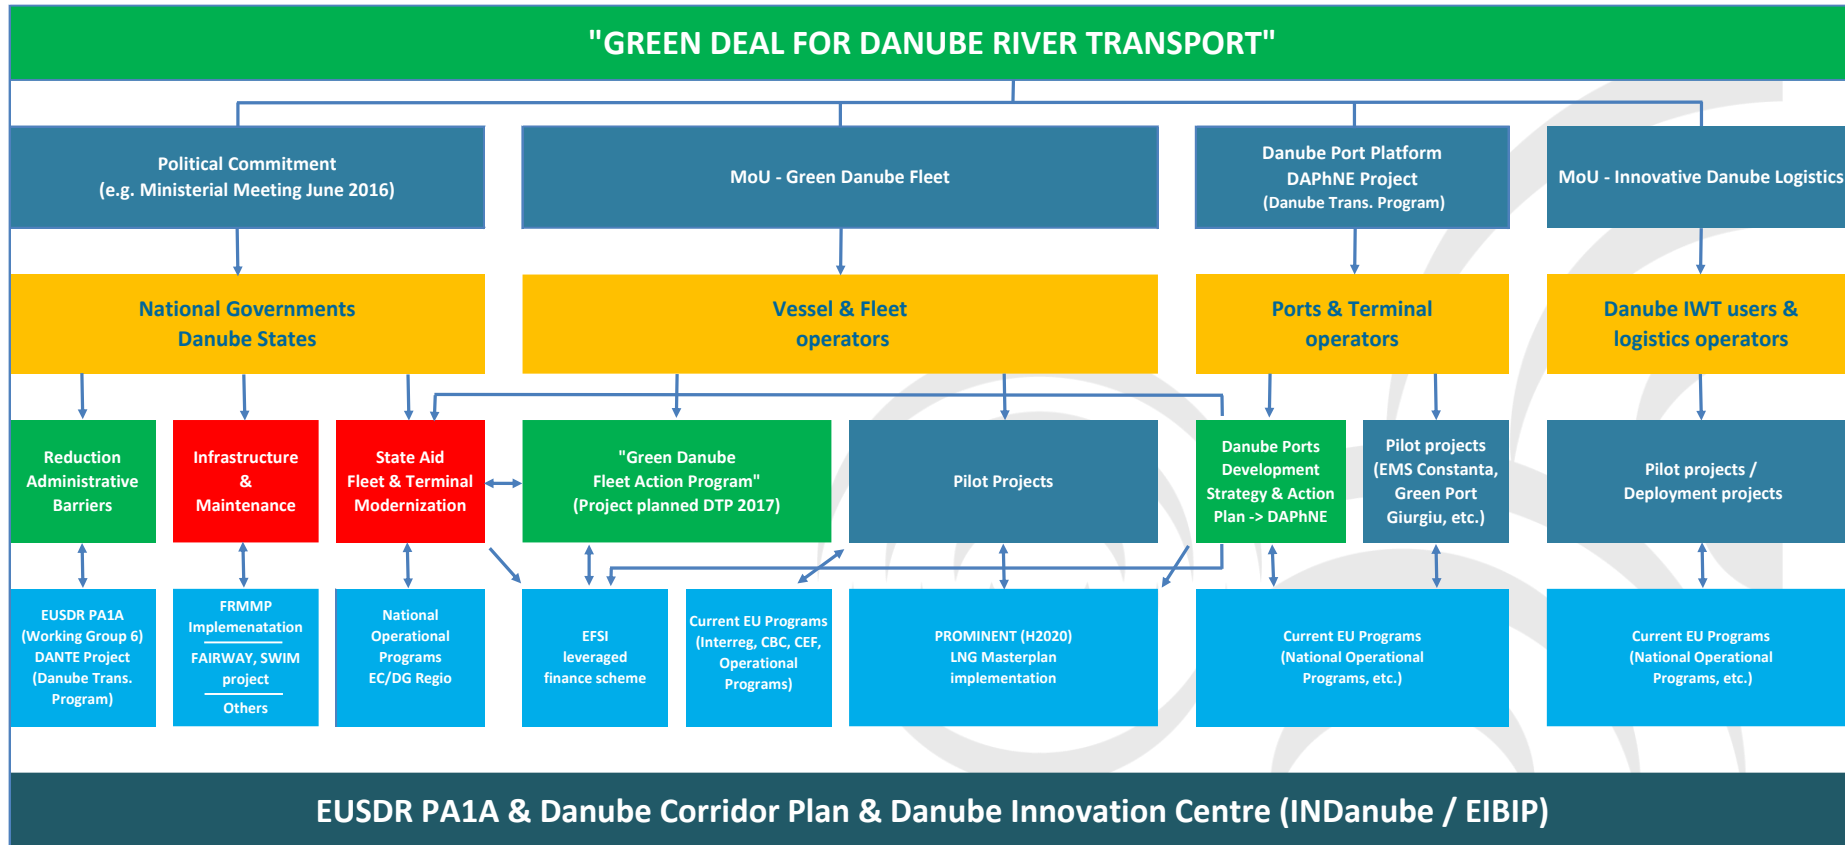 "GREEN DEAL FOR DANUBE RIVER TRANSPORT"
Political Commitment
(e.g. Ministerial Meeting June 2016)
MoU - Green Danube Fleet
Danube Port Platform
DAPhNE Project
(Danube Trans. Program)
MoU - Innovative Danube Logistics
National Governments
Danube States
Vessel & Fleet
operators
Ports & Terminal
operators
Danube IWT users &
logistics operators
Reduction
Administrative
Barriers
Infrastructure
&
Maintenance
State Aid
Fleet & Terminal
Modernization
"Green Danube
Fleet Action Program"
(Project planned DTP 2017)
Pilot Projects
Danube Ports
Development
Strategy & Action
Plan -> DAPhNE
Pilot projects
(EMS Constanta,
Green Port
Giurgiu, etc.)
Pilot projects /
Deployment projects
EUSDR PA1A
(Working Group 6)
DANTE Project
(Danube Trans.
Program)
FRMMP
Implemenatation
FAIRWAY, SWIM
project
Others
National
Operational
Programs
EC/DG Regio
EFSI
leveraged
finance scheme
Current EU Programs
(Interreg, CBC, CEF,
Operational
Programs)
PROMINENT (H2020)
LNG Masterplan
implementation
Current EU Programs
(National Operational
Programs, etc.)
Current EU Programs
(National Operational
Programs, etc.)
EUSDR PA1A & Danube Corridor Plan & Danube Innovation Centre (INDanube / EIBIP)